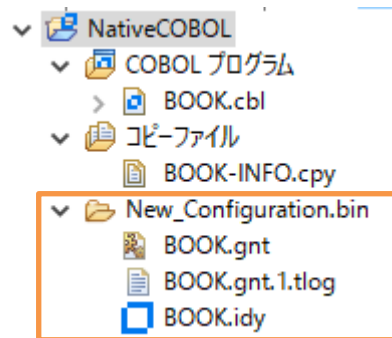 NativeCOBOL
COBOL プログラム
BOOK.cbl
コピーファイル
BOOK-INFO.cpy
New_Configuration.bin
BOOK.gnt
BOOK.gnt.1.tlog
BOOK.idy